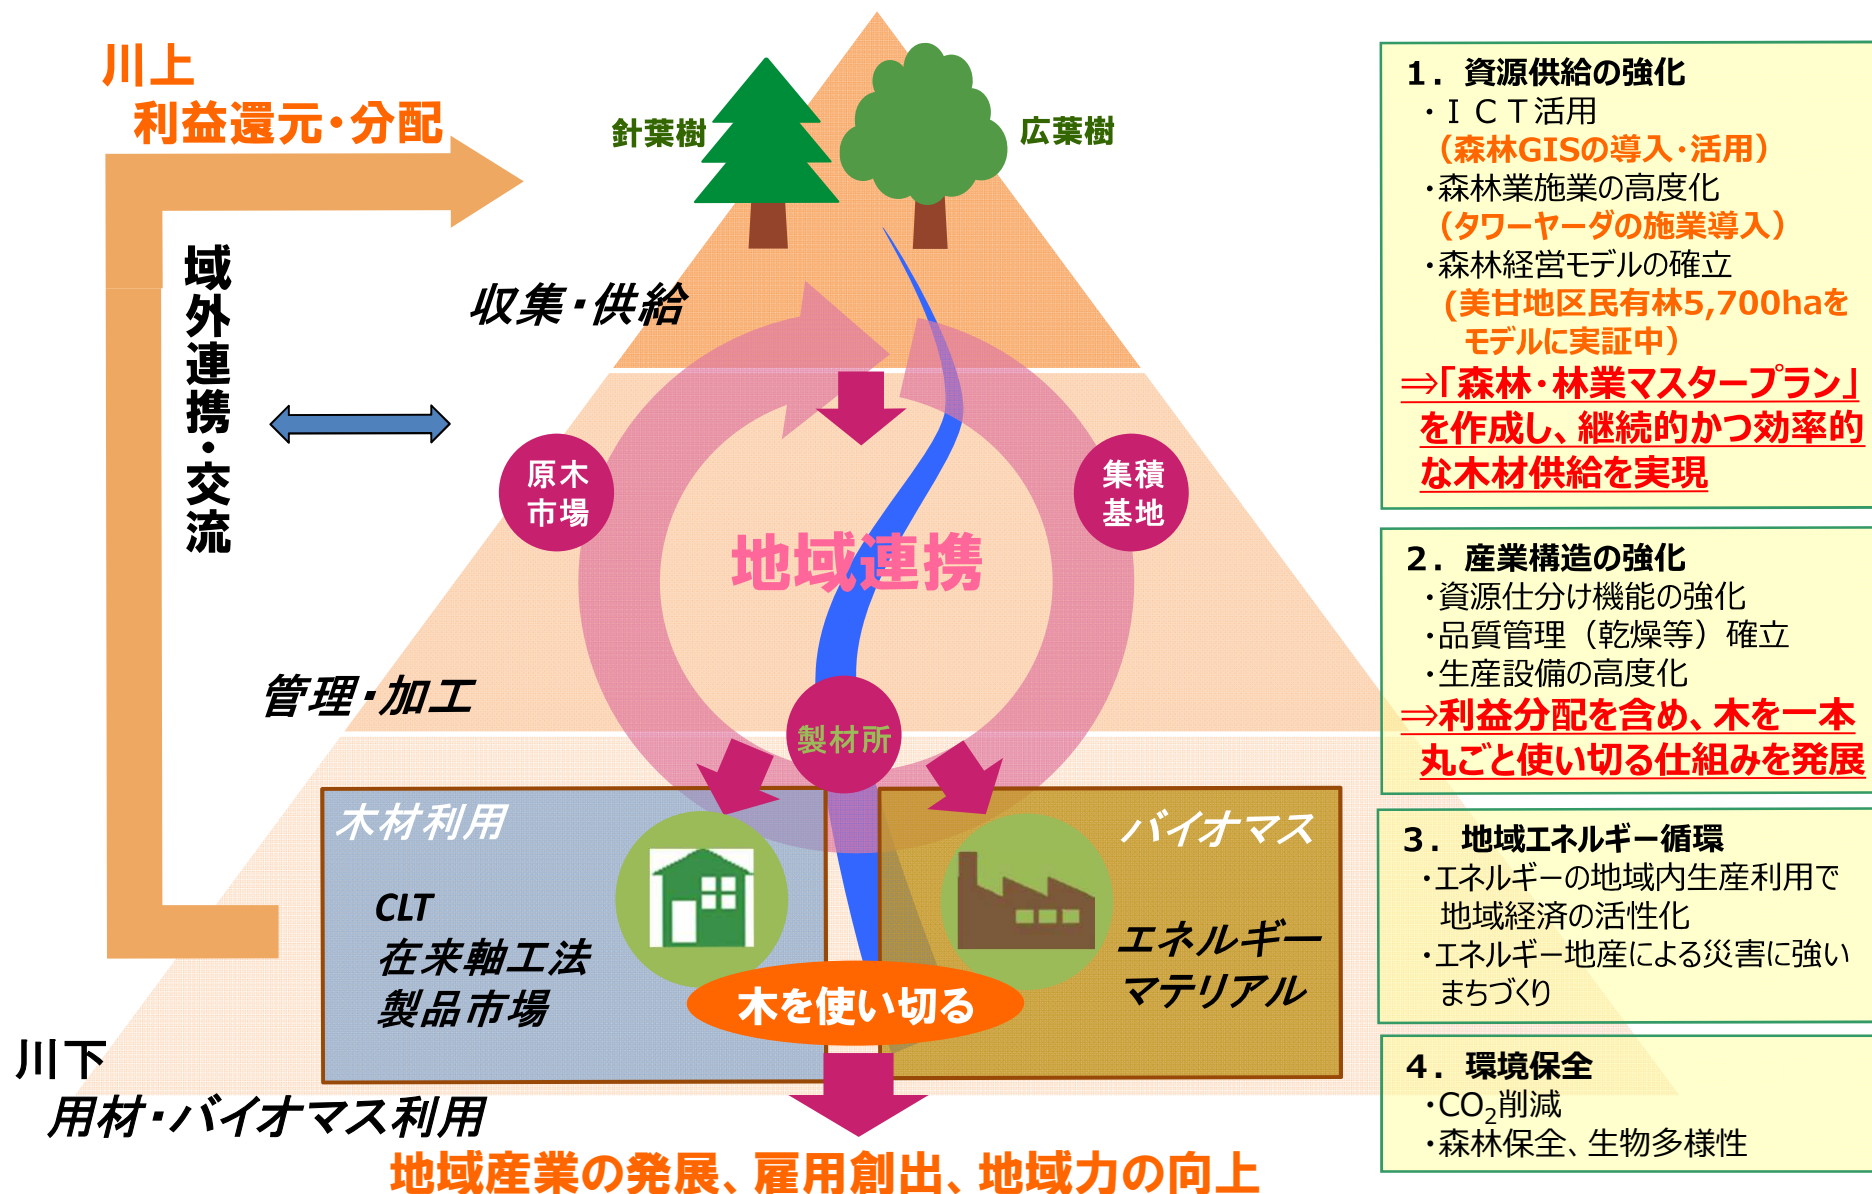 川上
利益還元・分配
針葉樹
広葉樹
域外連携・交流
収集・供給
原木
市場
集積
基地
地域連携
管理・加工
製材所
木材利用
CLT
在来軸工法
製品市場
バイオマス
エネルギー
マテリアル
木を使い切る
川下
用材・バイオマス利用
地域産業の発展、雇用創出、地域力の向上
1．資源供給の強化
・ＩＣＴ活用
（森林GISの導入・活用）
・森林業施業の高度化
（タワーヤーダの施業導入）
・森林経営モデルの確立
(美甘地区民有林5,700haを
モデルに実証中）
⇒「森林・林業マスタープラン」
を作成し、継続的かつ効率的
な木材供給を実現
2．産業構造の強化
・資源仕分け機能の強化
・品質管理（乾燥等）確立
・生産設備の高度化
⇒利益分配を含め、木を一本
丸ごと使い切る仕組みを発展
3．地域エネルギー循環
・エネルギーの地域内生産利用で
地域経済の活性化
・エネルギー地産による災害に強い
まちづくり
4．環境保全
・CO₂削減
・森林保全、生物多様性